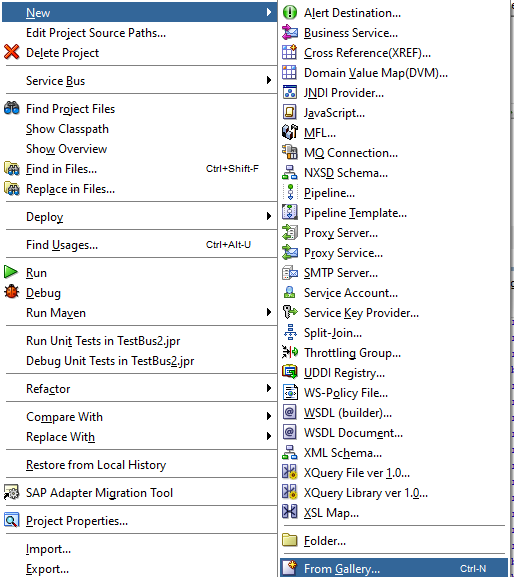 New
Edit Project Source Paths...
Delete Project
Service Bus
Find Project Files
Show Classpath
Show Overview
Find in Files... Ctrl+Shift-F
Replace in Files...
Deploy
Find Usages... Ctrl+Alt-U
Run
Debug
Run Maven
Run Unit Tests in TestBus2.jpr
Debug Unit Tests in TestBus2.jpr
Refactor
Compare With
Replace With
Restore from Local History
SAP Adapter Migration Tool
Project Properties...
Import...
Export...
Alert Destination...
Business Service...
Cross Reference(XREF)...
Domain Value Map(DVM)...
JNDI Provider...
JavaScript...
MFL...
MQ Connection...
NXSD Schema...
Pipeline...
Pipeline Template...
Proxy Server...
Proxy Service...
SMTP Server...
Service Account...
Service Key Provider...
Split-Join...
Throttling Group...
UDDI Registry...
WS-Policy File...
WSDL (builder)...
WSDL Document...
XML Schema...
XQuery File ver 1.0...
XQuery Library ver 1.0...
XSL Map...
Folder...
From Gallery... Ctrl-N